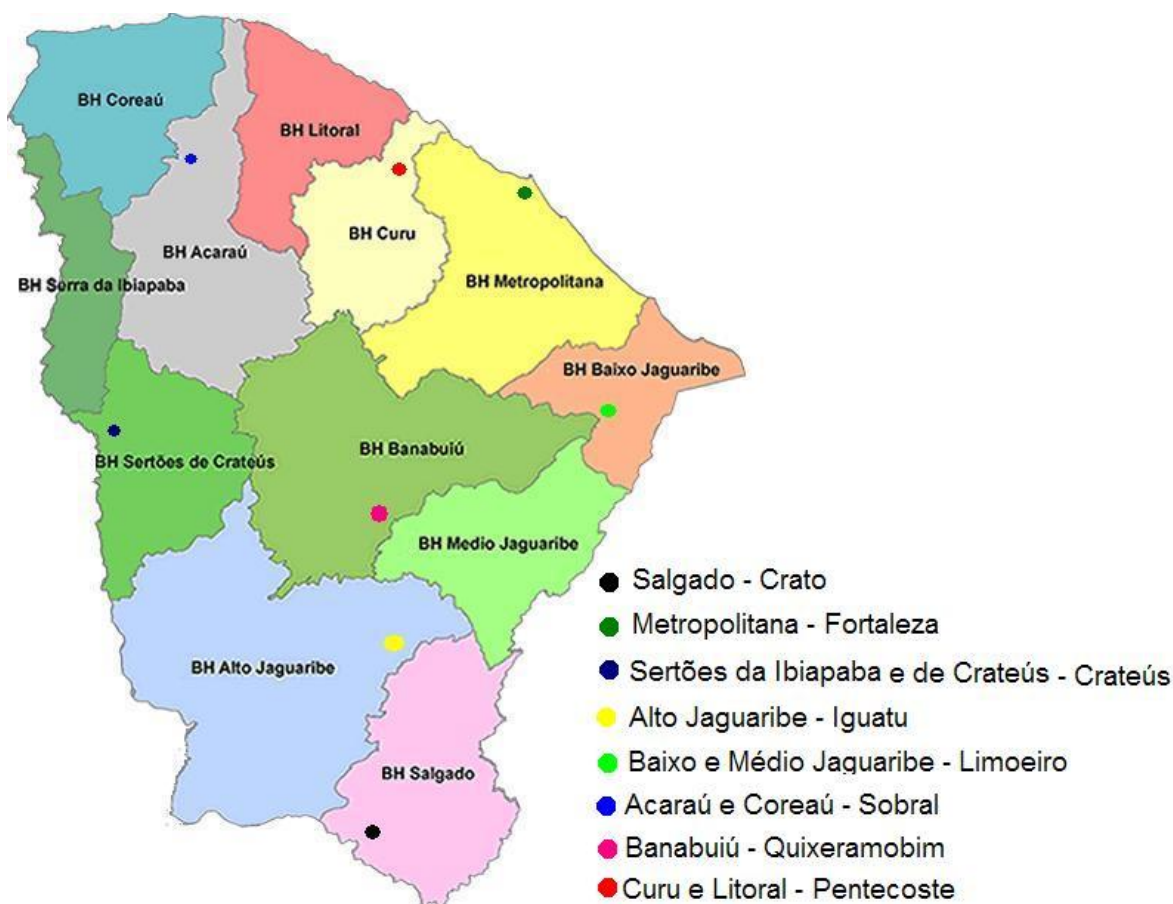 BH Coreaú
BH Litoral
BH Curu
BH Acaraú
BH Serra da Ibiapaba
BH Metropolitana
BH Baixo Jaguaribe
BH Banabuiú
BH Sertões de Crateús
BH Medio Jaguaribe
BH Alto Jaguaribe
BH Salgado
Salgado - Crato
Metropolitana - Fortaleza
Sertões da Ibiapaba e de Crateús - Crateús
Alto Jaguaribe - Iguatu
Baixo e Médio Jaguaribe - Limoeiro
Acaraú e Coreaú - Sobral
Banabuiú - Quixeramobim
Curu e Litoral - Pentecoste